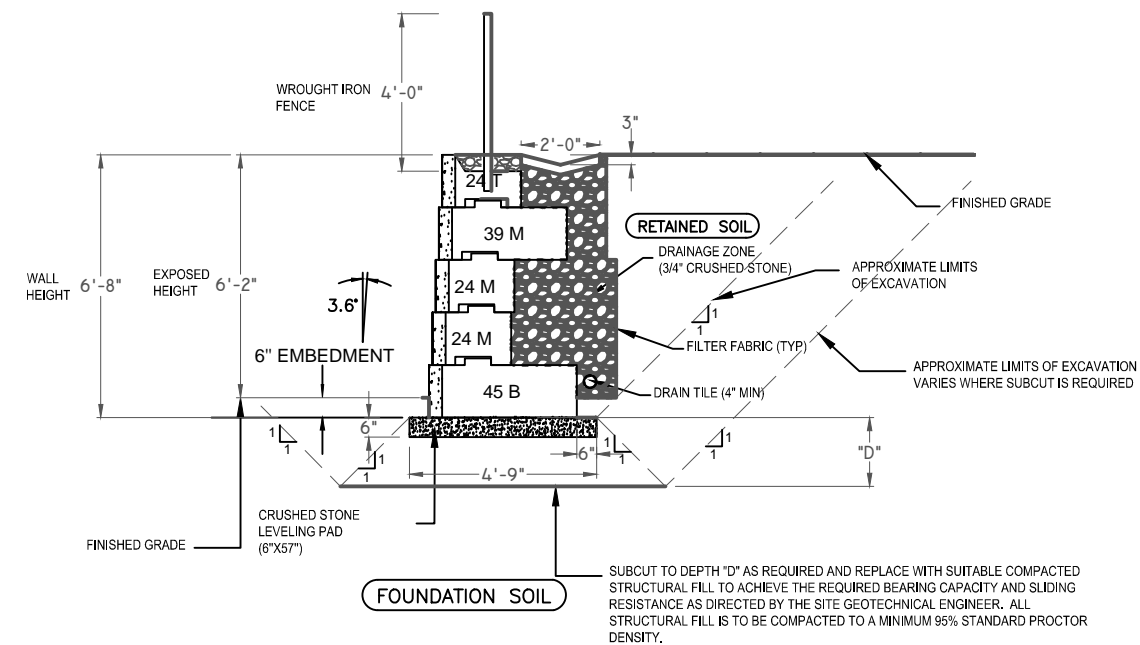 WROUGHT IRON
FENCE
4'-0"
3"
2'-0"
24 T
FINISHED GRADE
39 M
RETAINED SOIL
DRAINAGE ZONE
(3/4" CRUSHED STONE)
APPROXIMATE LIMITS
OF EXCAVATION
WALL
HEIGHT
6'-8"
EXPOSED
HEIGHT
6'-2"
3.6°
24 M
1
1
24 M
FILTER FABRIC (TYP)
6" EMBEDMENT
APPROXIMATE LIMITS OF EXCAVATION
VARIES WHERE SUBCUT IS REQUIRED
45 B
DRAIN TILE (4" MIN)
6"
1
1
1
1
4'-9"
6"
1
1
1
1
"D"
CRUSHED STONE
LEVELING PAD
(6"X57")
FINISHED GRADE
FOUNDATION SOIL
SUBCUT TO DEPTH "D" AS REQUIRED AND REPLACE WITH SUITABLE COMPACTED
STRUCTURAL FILL TO ACHIEVE THE REQUIRED BEARING CAPACITY AND SLIDING
RESISTANCE AS DIRECTED BY THE SITE GEOTECHNICAL ENGINEER. ALL
STRUCTURAL FILL IS TO BE COMPACTED TO A MINIMUM 95% STANDARD PROCTOR
DENSITY.